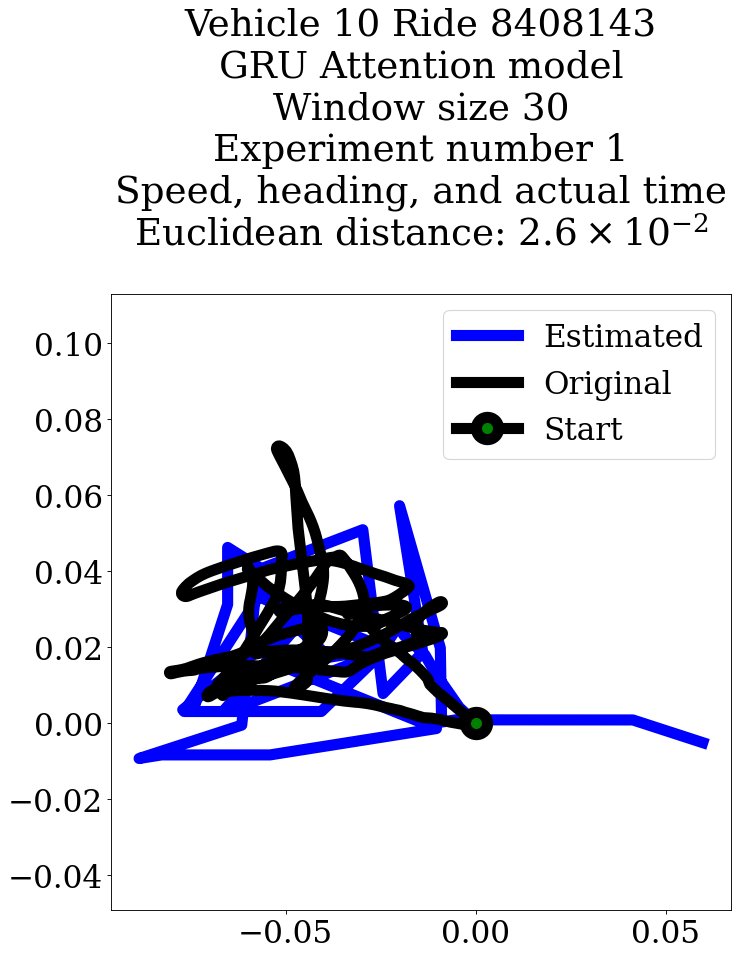 Vehicle 10 Ride 8408143
GRU Attention model
Window size 30
Experiment number 1
Speed, heading, and actual time
Euclidean distance: 2.6 × 10⁻²
Estimated
Original
Start
0.10
0.08
0.06
0.04
0.02
0.00
−0.02
−0.04
−0.05
0.00
0.05